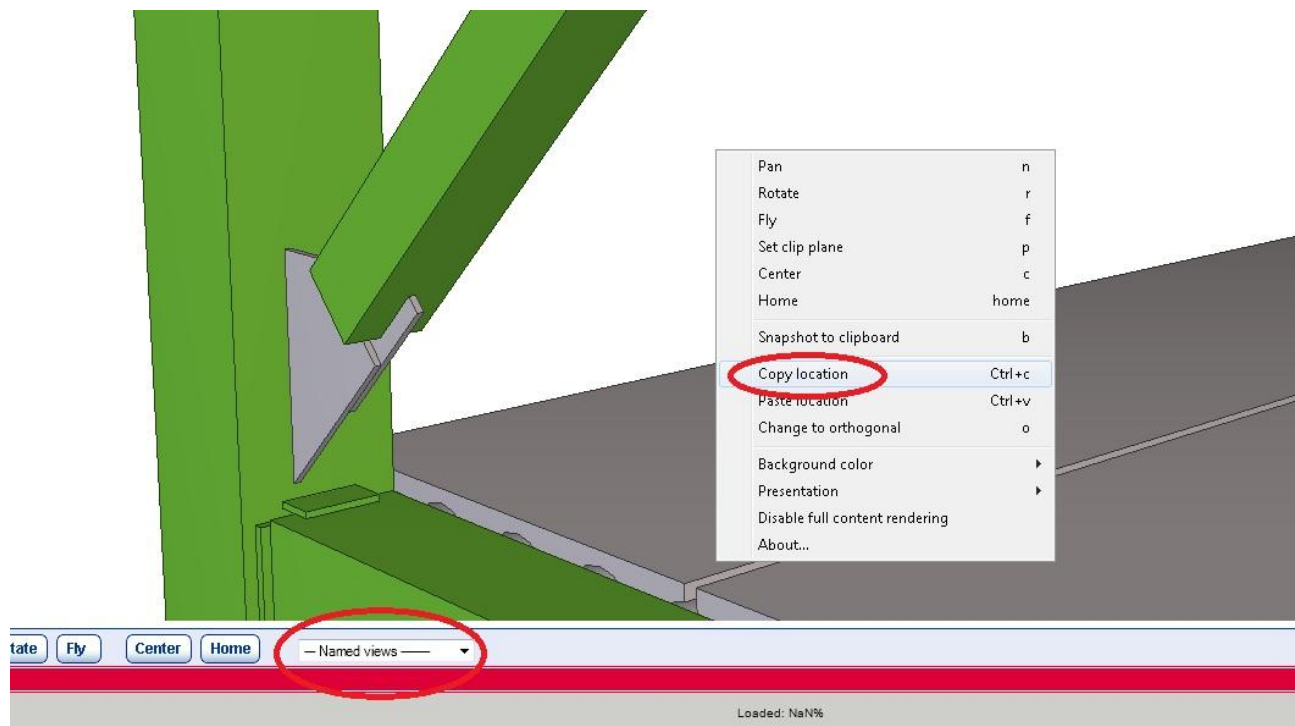 Pan n
Rotate r
Fly f
Set clip plane p
Center c
Home home
Snapshot to clipboard b
Copy location Ctrl+c
Paste location Ctrl+v
Change to orthogonal o
Background color
Presentation
Disable full content rendering
About...
tate Fly Center Home — Named views ——
Loaded: NaN%